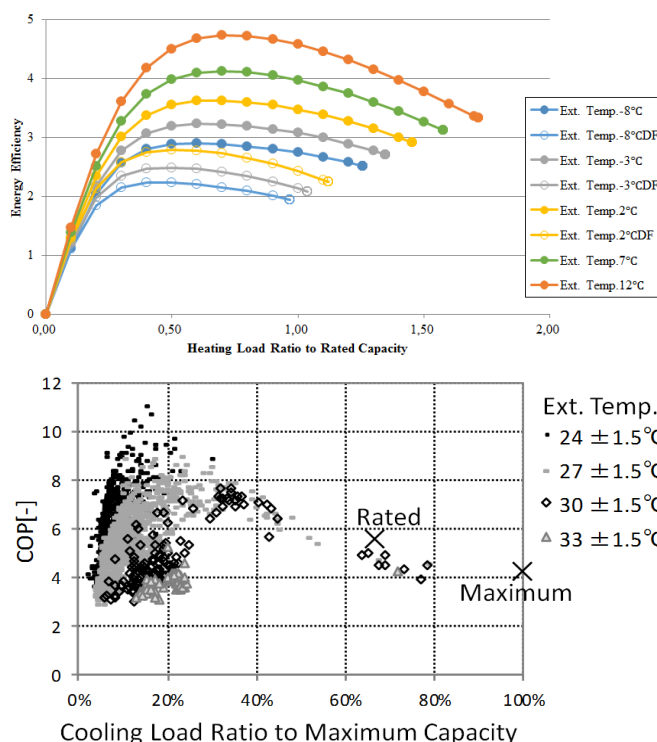 5
4
3
2
1
0
Energy Efficiency
0,00 0,50 1,00 1,50 2,00
Heating Load Ratio to Rated Capacity
Ext. Temp.-8℃
Ext. Temp.-8℃DF
Ext. Temp.-3℃
Ext. Temp.-3℃DF
Ext. Temp.2℃
Ext. Temp.2℃DF
Ext. Temp.7℃
Ext. Temp.12℃
12
10
8
6
4
2
0
COP[-]
Rated
Maximum
0% 20% 40% 60% 80% 100%
Cooling Load Ratio to Maximum Capacity
Ext. Temp.
24 ±1.5℃
27 ±1.5℃
30 ±1.5℃
33 ±1.5℃